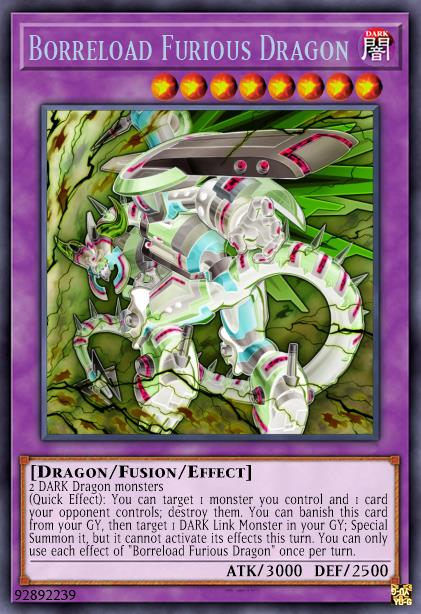 BORRELOAD FURIOUS DRAGON
DARK
闇
[DRAGON/FUSION/EFFECT]
2 DARK Dragon monsters
(Quick Effect): You can target 1 monster you control and 1 card
your opponent controls; destroy them. You can banish this card
from your GY, then target 1 DARK Link Monster in your GY; Special
Summon it, but it cannot activate its effects this turn. You can only
use each effect of "Borreload Furious Dragon" once per turn.
ATK/3000 DEF/2500
92892239